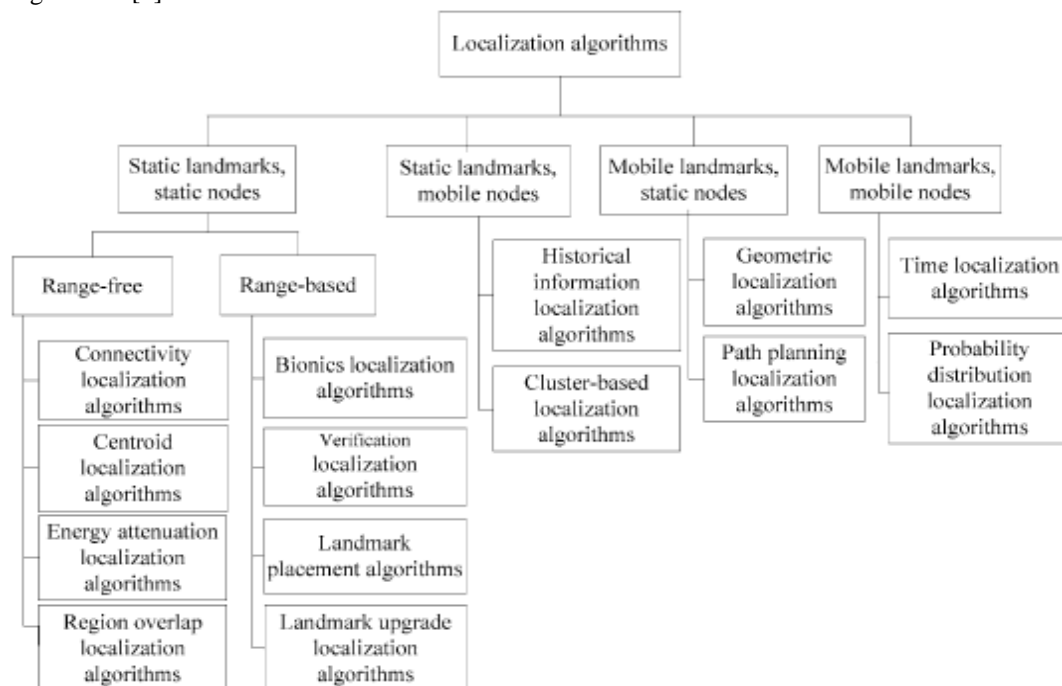 Localization algorithms
Static landmarks,
static nodes
Static landmarks,
mobile nodes
Mobile landmarks,
static nodes
Mobile landmarks,
mobile nodes
Range-free
Range-based
Connectivity
localization
algorithms
Centroid
localization
algorithms
Energy attenuation
localization
algorithms
Region overlap
localization
algorithms
Bionics localization
algorithms
Verification
localization
algorithms
Landmark
placement algorithms
Landmark upgrade
localization
algorithms
Historical
information
localization
algorithms
Cluster-based
localization
algorithms
Geometric
localization
algorithms
Path planning
localization
algorithms
Time localization
algorithms
Probability
distribution
localization
algorithms